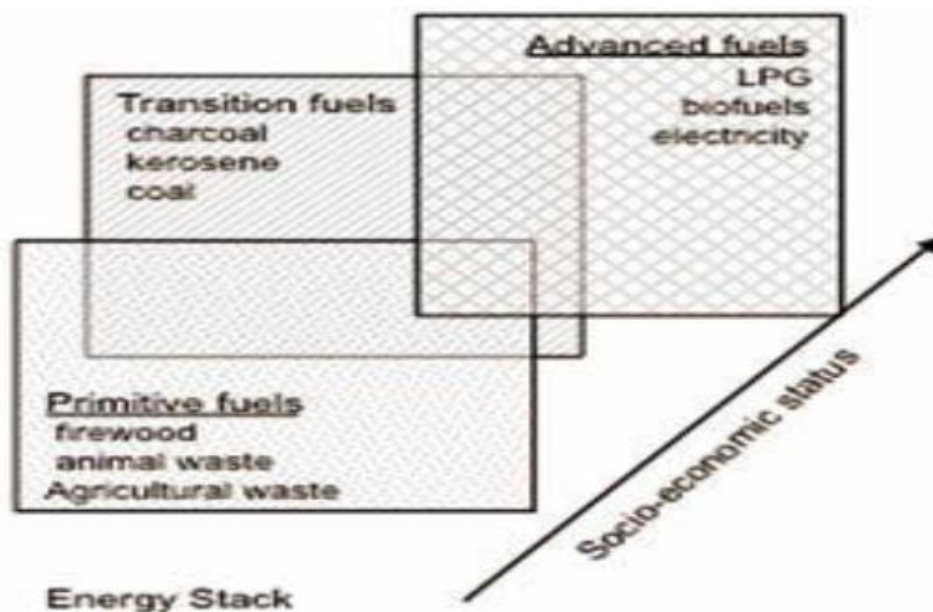 Advanced fuels
LPG
biofuels
electricity
Transition fuels
charcoal
kerosene
coal
Primitive fuels
firewood
animal waste
Agricultural waste
Socio-economic status
Energy Stack